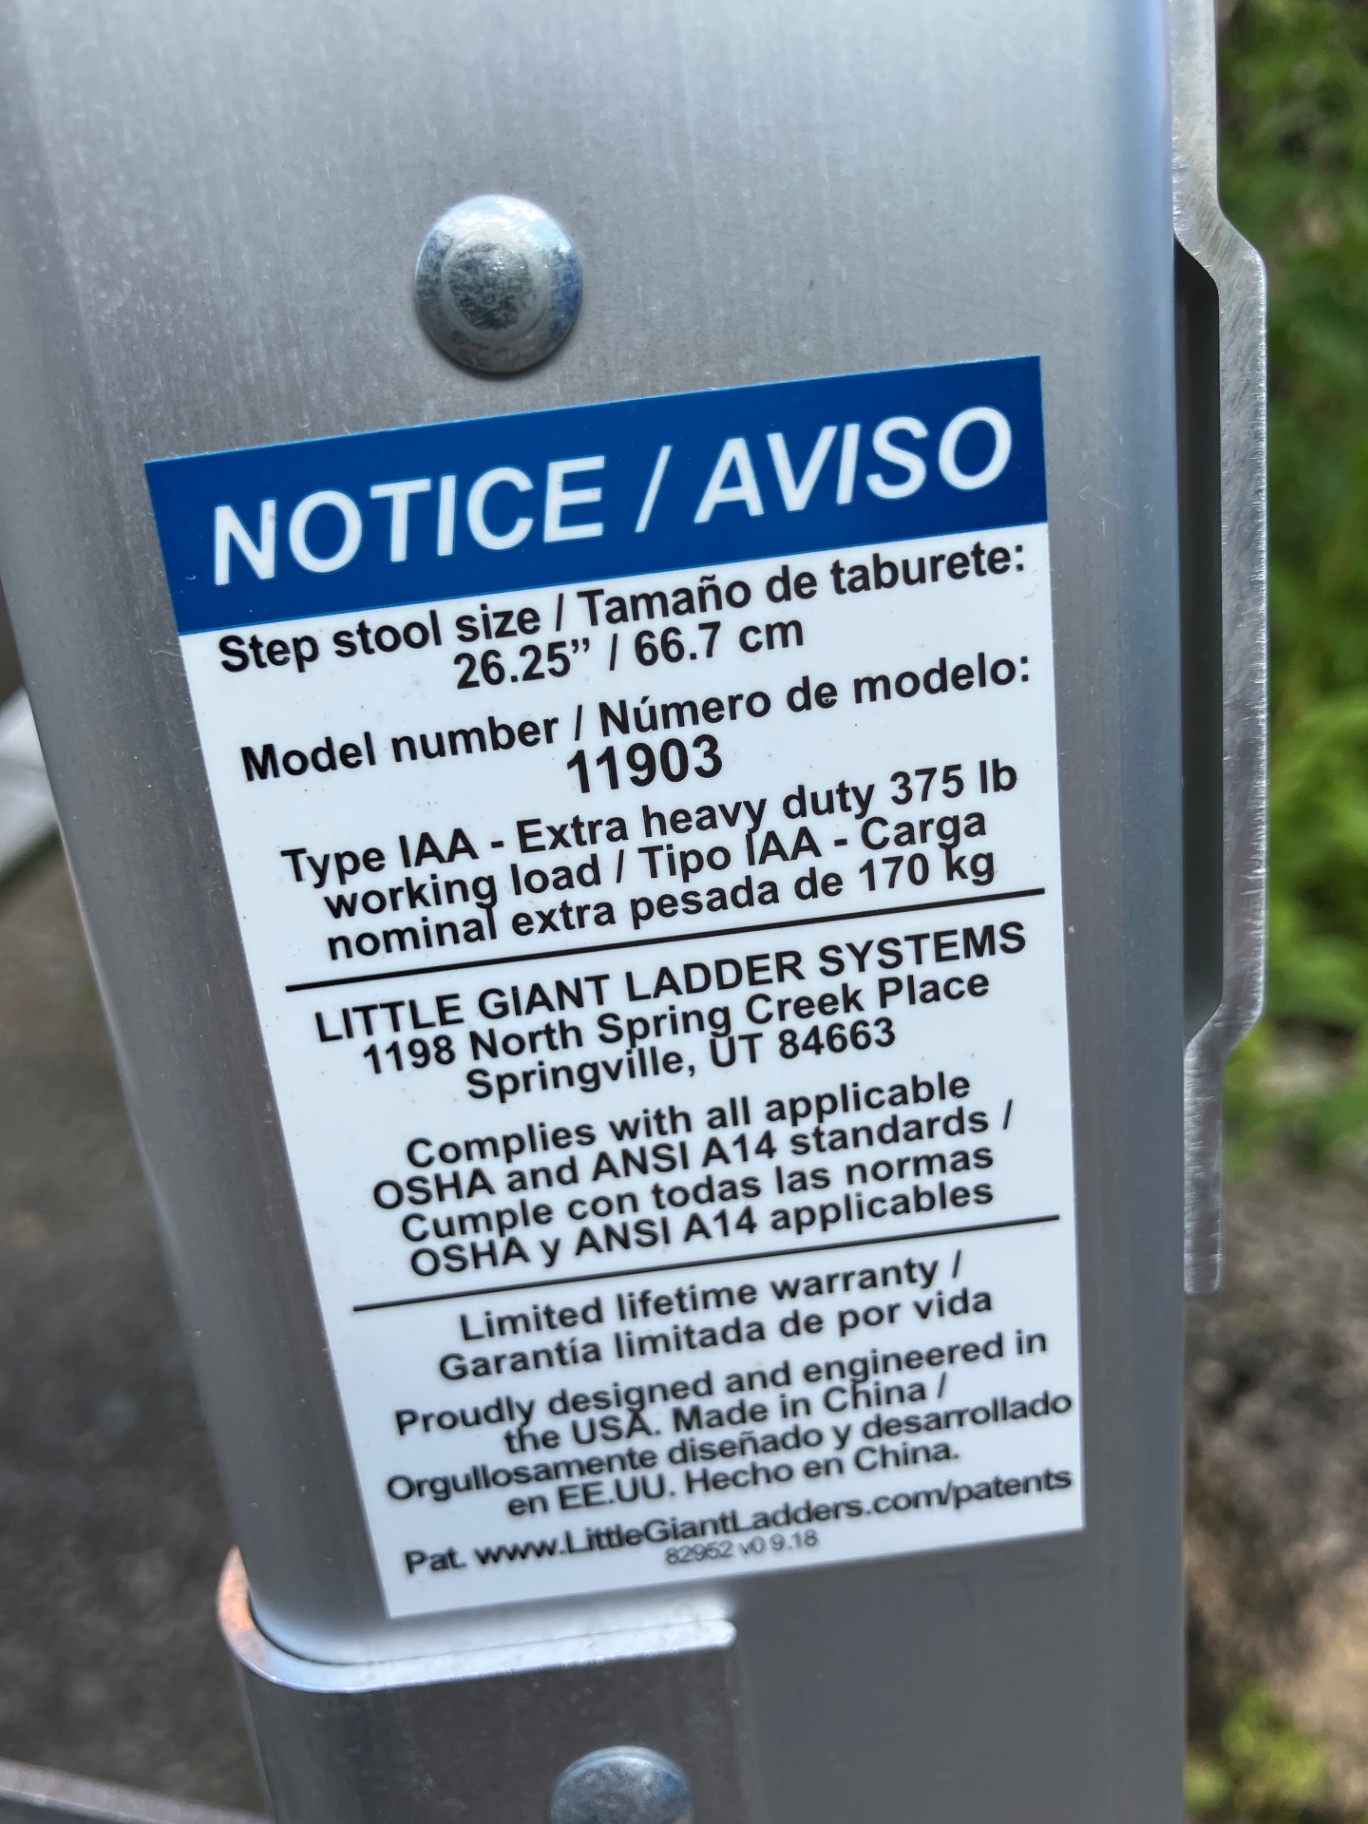 NOTICE / AVISO
Step stool size / Tamaño de taburete:
26.25” / 66.7 cm
Model number / Número de modelo:
11903
Type IAA - Extra heavy duty 375 lb
working load / Tipo IAA - Carga
nominal extra pesada de 170 kg
LITTLE GIANT LADDER SYSTEMS
1198 North Spring Creek Place
Springville, UT 84663
Complies with all applicable
OSHA and ANSI A14 standards /
Cumple con todas las normas
OSHA y ANSI A14 applicables
Limited lifetime warranty /
Garantía limitada de por vida
Proudly designed and engineered in
the USA. Made in China /
Orgullosamente diseñado y desarrollado
en EE.UU. Hecho en China.
Pat. www.LittleGiantLadders.com/patents
82952 v0 9.18